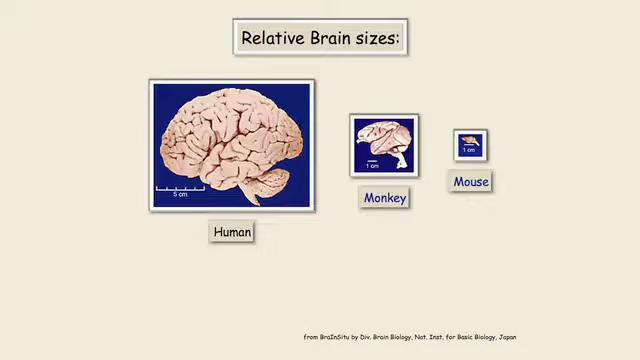 Relative Brain sizes:
5 cm
1 cm
1 cm
Human
Monkey
Mouse
from BraInSitu by Div. Brain Biology, Nat. Inst. for Basic Biology, Japan